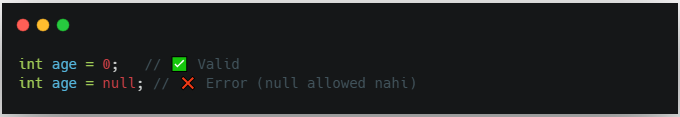 int age = 0;   // ✅ Valid
int age = null; // ❌ Error (null allowed nahi)